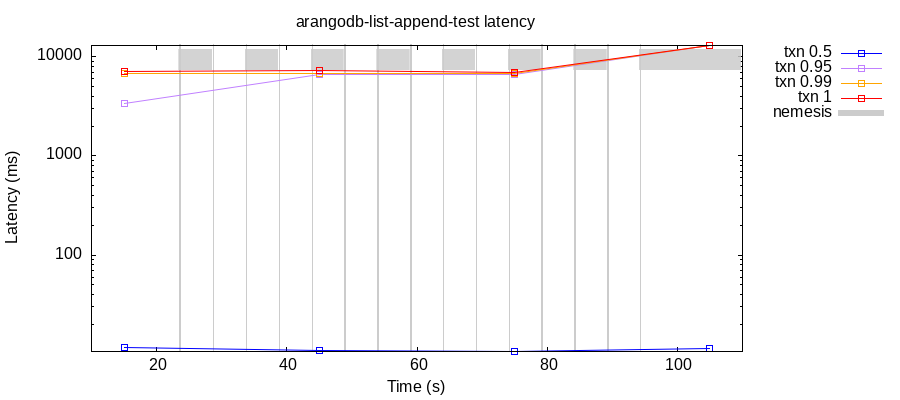 arangodb-list-append-test latency
10000
1000
100
Latency (ms)
20 40 60 80 100
Time (s)
txn 0.5
txn 0.95
txn 0.99
txn 1
nemesis